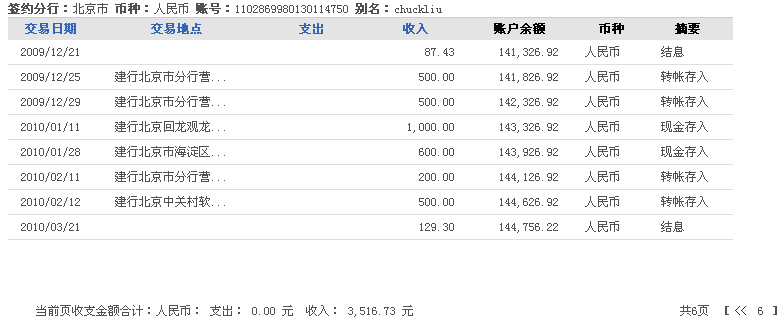 签约分行：北京市 币种：人民币 账号：1102869980130114750 别名：chuckliu
交易日期 交易地点 支出 收入 账户余额 币种 摘要
2009/12/21 87.43 141,326.92 人民币 结息
2009/12/25 建行北京市分行营... 500.00 141,826.92 人民币 转帐存入
2009/12/29 建行北京市分行营... 500.00 142,326.92 人民币 转帐存入
2010/01/11 建行北京回龙观龙... 1,000.00 143,326.92 人民币 现金存入
2010/01/28 建行北京市海淀区... 600.00 143,926.92 人民币 现金存入
2010/02/11 建行北京市分行营... 200.00 144,126.92 人民币 转帐存入
2010/02/12 建行北京中关村软... 500.00 144,626.92 人民币 转帐存入
2010/03/21 129.30 144,756.22 人民币 结息
当前页收支金额合计：人民币： 支出： 0.00 元 收入： 3,516.73 元 共6页 [ << 6 ]